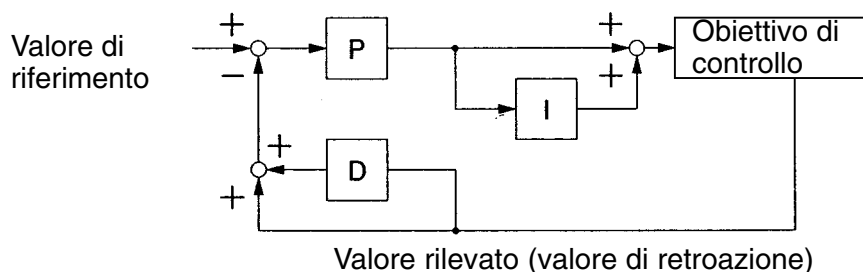 Valore di
riferimento
+
−
P
+
+
I
Obiettivo di
controllo
+
+
D
Valore rilevato (valore di retroazione)